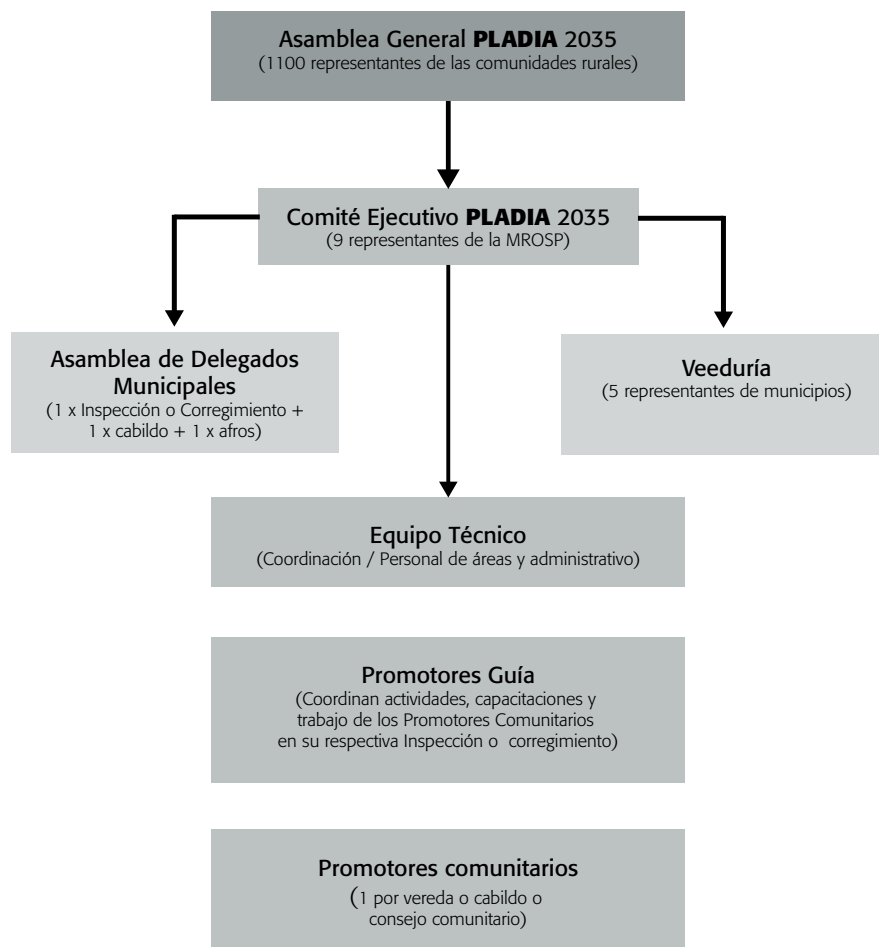 Asamblea General PLADIA 2035
(1100 representantes de las comunidades rurales)
Comité Ejecutivo PLADIA 2035
(9 representantes de la MROSP)
Asamblea de Delegados
Municipales
(1 x Inspección o Corregimiento +
1 x cabildo + 1 x afros)
Veeduría
(5 representantes de municipios)
Equipo Técnico
(Coordinación / Personal de áreas y administrativo)
Promotores Guía
(Coordinan actividades, capacitaciones y
trabajo de los Promotores Comunitarios
en su respectiva Inspección o corregimiento)
Promotores comunitarios
(1 por vereda o cabildo o
consejo comunitario)